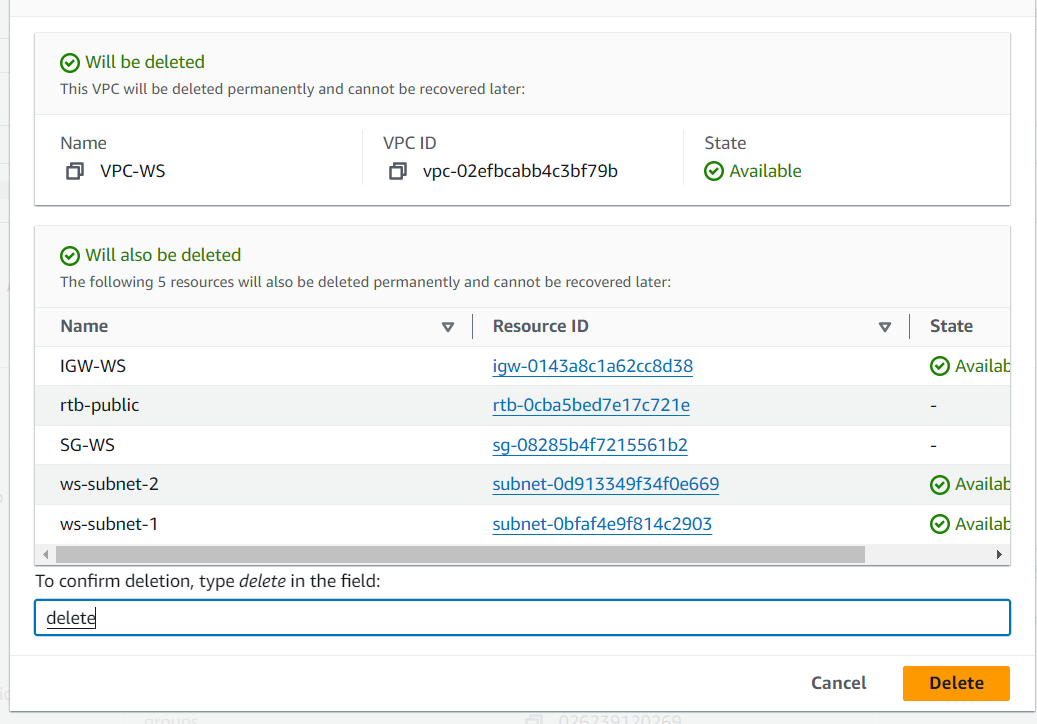 Will be deleted
This VPC will be deleted permanently and cannot be recovered later:
Name VPC ID State
VPC-WS vpc-02efbcabb4c3bf79b Available
Will also be deleted
The following 5 resources will also be deleted permanently and cannot be recovered later:
Name Resource ID State
IGW-WS igw-0143a8c1a62cc8d38 Availab
rtb-public rtb-0cba5bed7e17c721e -
SG-WS sg-08285b4f7215561b2 -
ws-subnet-2 subnet-0d913349f34f0e669 Availab
ws-subnet-1 subnet-0bfaf4e9f814c2903 Availab
To confirm deletion, type delete in the field:
delete
Cancel Delete
groups 026239120269